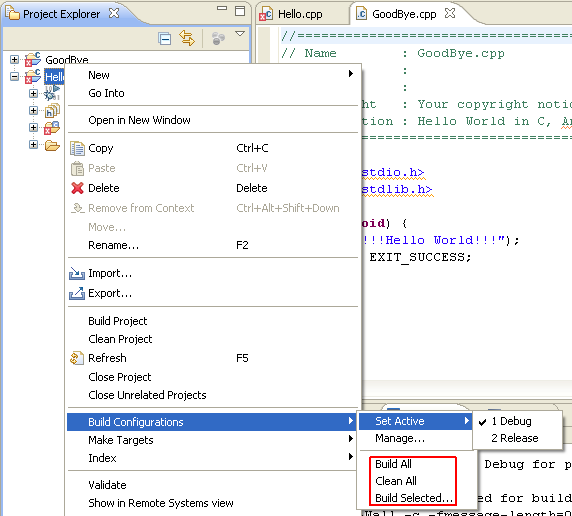 Project Explorer
GoodBye
Hello
New
Go Into
Open in New Window
Copy Ctrl+C
Paste Ctrl+V
Delete Delete
Remove from Context Ctrl+Alt+Shift+Down
Move...
Rename... F2
Import...
Export...
Build Project
Clean Project
Refresh F5
Close Project
Close Unrelated Projects
Build Configurations
Make Targets
Index
Validate
Show in Remote Systems view
Set Active
Manage...
Build All
Clean All
Build Selected...
✓ 1 Debug
2 Release
Hello.cpp
GoodBye.cpp
//===================================
// Name : GoodBye.cpp
:
:
ht : Your copyright notic
tion : Hello World in C, An
===================================
stdio.h>
stdlib.h>
oid) {
!!!Hello World!!!");
EXIT_SUCCESS;
Debug for p
ed for build
Wall -c -fmessage-length=0